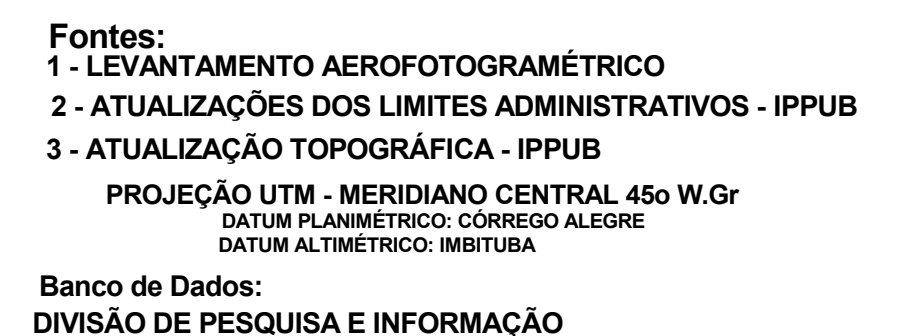 Fontes:
1 - LEVANTAMENTO AEROFOTOGRAMÉTRICO
2 - ATUALIZAÇÕES DOS LIMITES ADMINISTRATIVOS - IPPUB
3 - ATUALIZAÇÃO TOPOGRÁFICA - IPPUB
PROJEÇÃO UTM - MERIDIANO CENTRAL 45o W.Gr
DATUM PLANIMÉTRICO: CÓRREGO ALEGRE
DATUM ALTIMÉTRICO: IMBITUBA
Banco de Dados:
DIVISÃO DE PESQUISA E INFORMAÇÃO